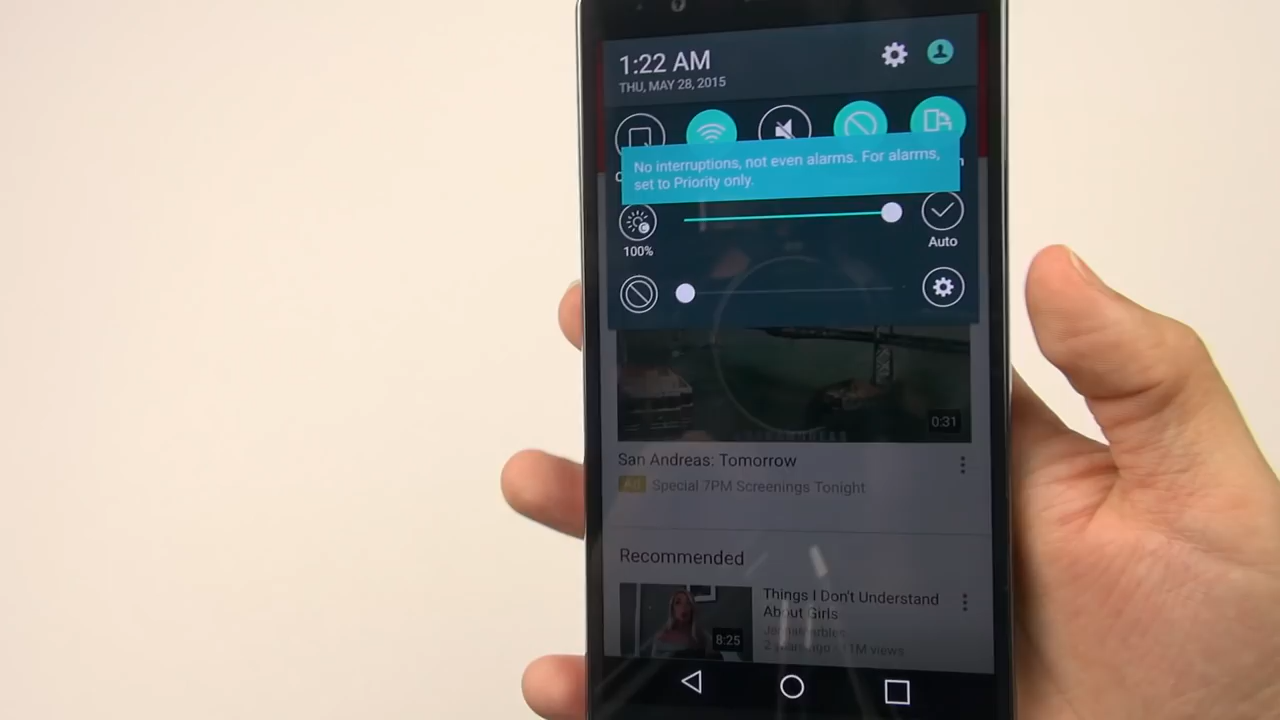 1:22 AM
THU, MAY 28, 2015
No interruptions, not even alarms. For alarms,
set to Priority only.
100%
Auto
0:31
San Andreas: Tomorrow
Ad Special 7PM Screenings Tonight
Recommended
Things I Don't Understand
About Girls
8:25
views